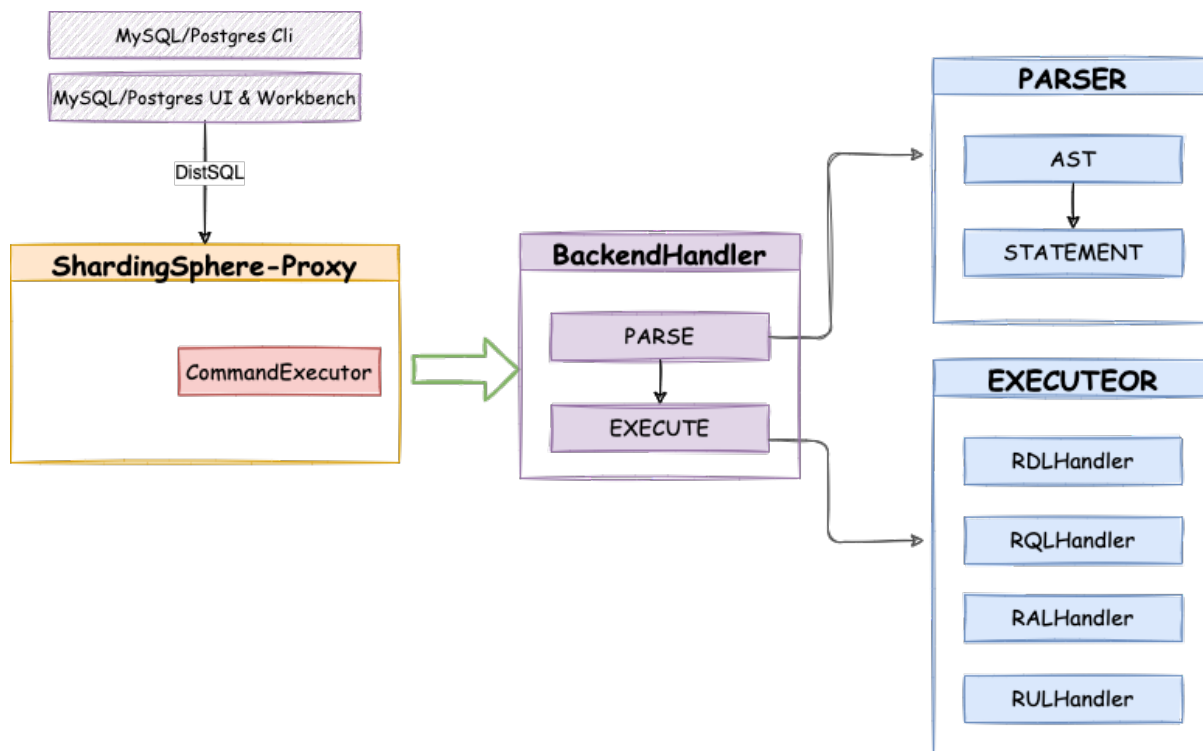 MySQL/Postgres Cli
MySQL/Postgres UI & Workbench
DistSQL
ShardingSphere-Proxy
CommandExecutor
BackendHandler
PARSE
EXECUTE
PARSER
AST
STATEMENT
EXECUTEOR
RDLHandler
RQLHandler
RALHandler
RULHandler